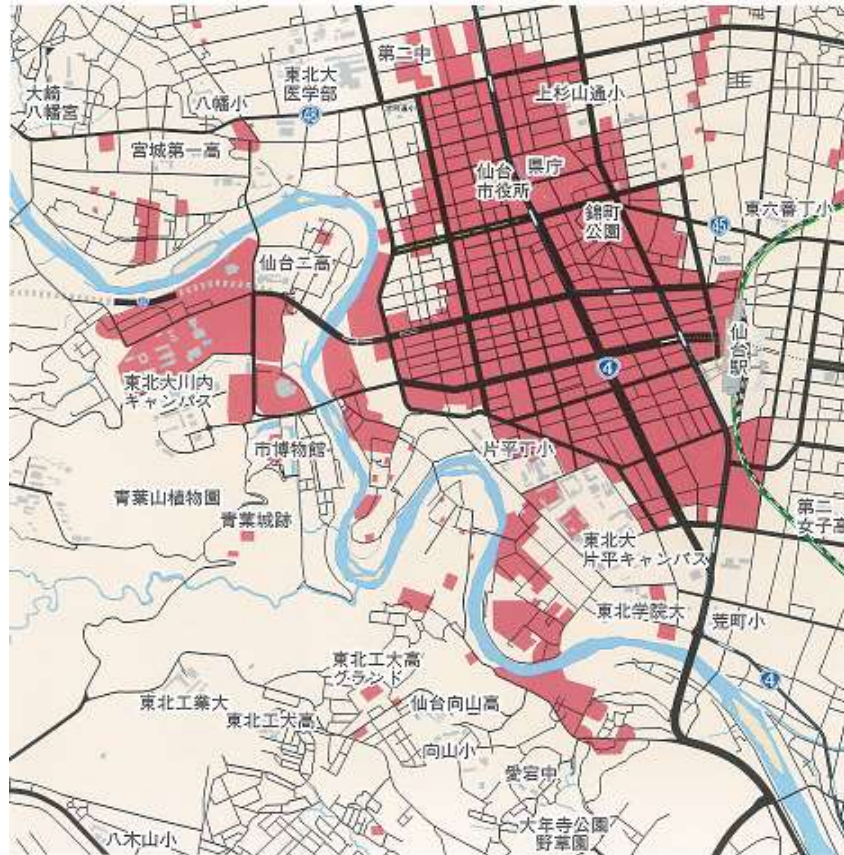 第二中
東北大
医学部
大崎
八幡宮
八幡小
48
上杉山通小
宮城第一高
仙台
市役所
県庁
錦町
公園
東六番丁小
45
仙台二高
仙台駅
4
東北大川内
キャンパス
市博物館
片平丁小
青葉山植物園
青葉城跡
第二
女子高
東北大
片平キャンパス
東北学院大
荒町小
東北工大高
グランド
4
東北工業大
東北工大高
仙台向山高
向山小
愛宕中
大年寺公園
野草園
八木山小